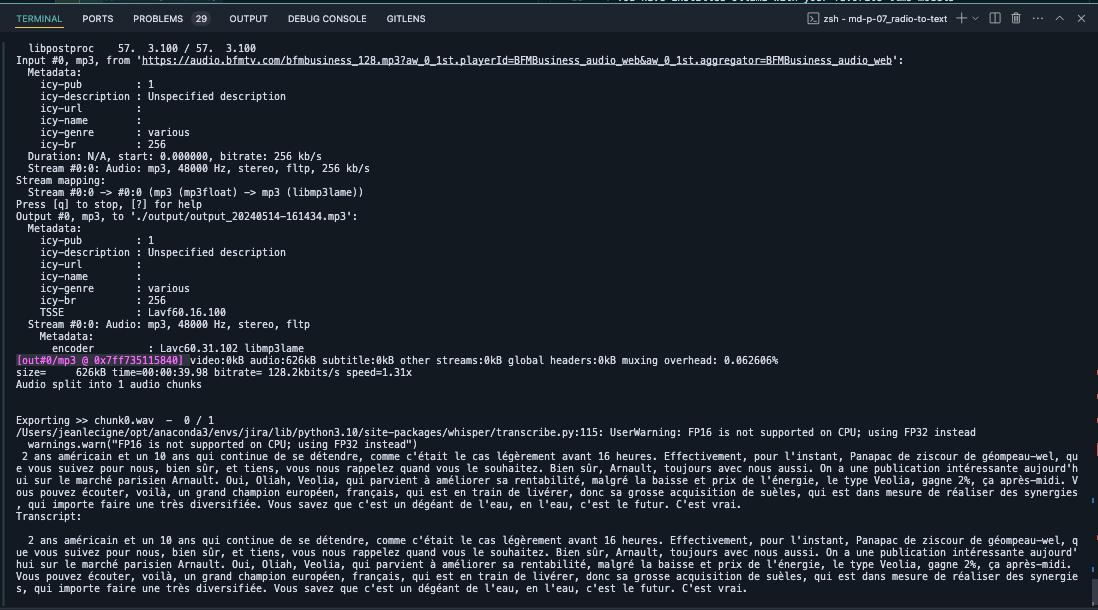 TERMINAL PORTS PROBLEMS 29 OUTPUT DEBUG CONSOLE GITLENS zsh - md-p-07_radio-to-text
libpostproc    57.  3.100 / 57.  3.100
Input #0, mp3, from 'https://audio.bfmtv.com/bfmbusiness_128.mp3?aw_0_1st.playerId=BFMBusiness_audio_web&aw_0_1st.aggregator=BFMBusiness_audio_web':
Metadata:
icy-pub         : 1
icy-description : Unspecified description
icy-url         :
icy-name        :
icy-genre       : various
icy-br          : 256
Duration: N/A, start: 0.000000, bitrate: 256 kb/s
Stream #0:0: Audio: mp3, 48000 Hz, stereo, fltp, 256 kb/s
Stream mapping:
Stream #0:0 -> #0:0 (mp3 (mp3float) -> mp3 (libmp3lame))
Press [q] to stop, [?] for help
Output #0, mp3, to './output/output_20240514-161434.mp3':
Metadata:
icy-pub         : 1
icy-description : Unspecified description
icy-url         :
icy-name        :
icy-genre       : various
icy-br          : 256
TSSE            : Lavf60.16.100
Stream #0:0: Audio: mp3, 48000 Hz, stereo, fltp
Metadata:
encoder         : Lavc60.31.102 libmp3lame
[out#0/mp3 @ 0x7ff735115840] video:0kB audio:626kB subtitle:0kB other streams:0kB global headers:0kB muxing overhead: 0.062606%
size=     626kB time=00:00:39.98 bitrate= 128.2kbits/s speed=1.31x
Audio split into 1 audio chunks
Exporting >> chunk0.wav  -  0 / 1
/Users/jeanlecigne/opt/anaconda3/envs/jira/lib/python3.10/site-packages/whisper/transcribe.py:115: UserWarning: FP16 is not supported on CPU; using FP32 instead
warnings.warn("FP16 is not supported on CPU; using FP32 instead")
2 ans américain et un 10 ans qui continue de se détendre, comme c'était le cas légèrement avant 16 heures. Effectivement, pour l'instant, Panapac de ziscour de géompeau-wel, qu
e vous suivez pour nous, bien sûr, et tiens, vous nous rappelez quand vous le souhaitez. Bien sûr, Arnault, toujours avec nous aussi. On a une publication intéressante aujourd'h
ui sur le marché parisien Arnault. Oui, Oliah, Veolia, qui parvient à améliorer sa rentabilité, malgré la baisse et prix de l'énergie, le type Veolia, gagne 2%, ça après-midi. V
ous pouvez écouter, voilà, un grand champion européen, français, qui est en train de livérer, donc sa grosse acquisition de suèles, qui est dans mesure de réaliser des synergies
, qui importe faire une très diversifiée. Vous savez que c'est un dégéant de l'eau, en l'eau, c'est le futur. C'est vrai.
Transcript:
2 ans américain et un 10 ans qui continue de se détendre, comme c'était le cas légèrement avant 16 heures. Effectivement, pour l'instant, Panapac de ziscour de géompeau-wel, q
ue vous suivez pour nous, bien sûr, et tiens, vous nous rappelez quand vous le souhaitez. Bien sûr, Arnault, toujours avec nous aussi. On a une publication intéressante aujourd'
hui sur le marché parisien Arnault. Oui, Oliah, Veolia, qui parvient à améliorer sa rentabilité, malgré la baisse et prix de l'énergie, le type Veolia, gagne 2%, ça après-midi.
Vous pouvez écouter, voilà, un grand champion européen, français, qui est en train de livérer, donc sa grosse acquisition de suèles, qui est dans mesure de réaliser des synergie
s, qui importe faire une très diversifiée. Vous savez que c'est un dégéant de l'eau, en l'eau, c'est le futur. C'est vrai.